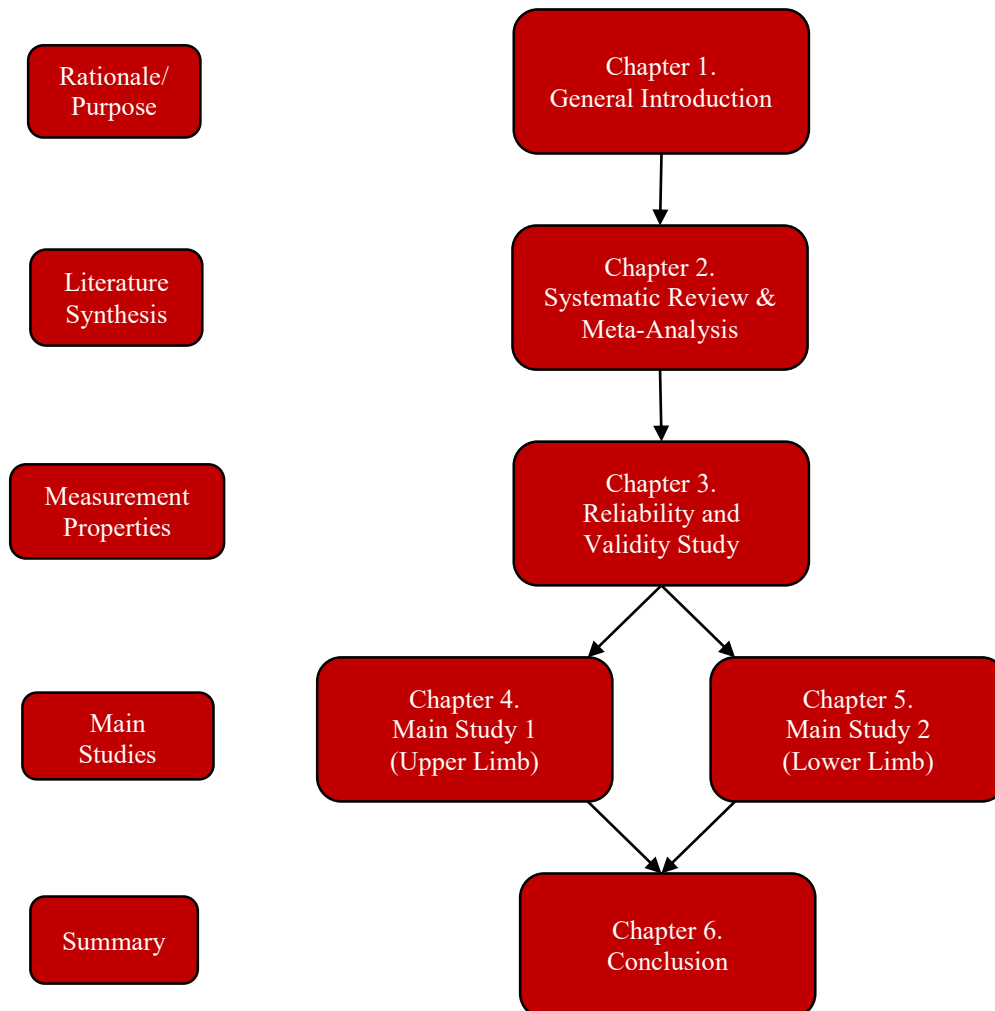 Rationale/
Purpose
Chapter 1.
General Introduction
Literature
Synthesis
Chapter 2.
Systematic Review &
Meta-Analysis
Measurement
Properties
Chapter 3.
Reliability and
Validity Study
Main
Studies
Chapter 4.
Main Study 1
(Upper Limb)
Chapter 5.
Main Study 2
(Lower Limb)
Summary
Chapter 6.
Conclusion